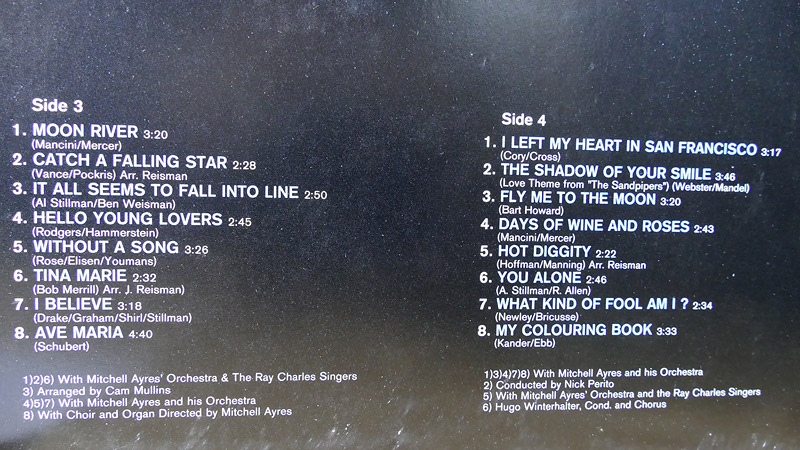 Side 3
1. MOON RIVER 3:20
(Mancini/Mercer)
2. CATCH A FALLING STAR 2:28
(Vance/Pockris) Arr. Reisman
3. IT ALL SEEMS TO FALL INTO LINE 2:50
(Al Stillman/Ben Weisman)
4. HELLO YOUNG LOVERS 2:45
(Rodgers/Hammerstein)
5. WITHOUT A SONG 3:26
(Rose/Elisen/Youmans)
6. TINA MARIE 2:32
(Bob Merrill) Arr. J. Reisman)
7. I BELIEVE 3:18
(Drake/Graham/Shirl/Stillman)
8. AVE MARIA 4:40
(Schubert)
1)2)6) With Mitchell Ayres' Orchestra & The Ray Charles Singers
3) Arranged by Cam Mullins
4)5)7) With Mitchell Ayres and his Orchestra
8) With Choir and Organ Directed by Mitchell Ayres
Side 4
1. I LEFT MY HEART IN SAN FRANCISCO 3:17
(Cory/Cross)
2. THE SHADOW OF YOUR SMILE 3:46
(Love Theme from "The Sandpipers") (Webster/Mandel)
3. FLY ME TO THE MOON 3:20
(Bart Howard)
4. DAYS OF WINE AND ROSES 2:43
(Mancini/Mercer)
5. HOT DIGGITY 2:22
(Hoffman/Manning) Arr. Reisman
6. YOU ALONE 2:46
(A. Stillman/R. Allen)
7. WHAT KIND OF FOOL AM I ? 2:34
(Newley/Bricusse)
8. MY COLOURING BOOK 3:33
(Kander/Ebb)
1)3)4)7)8) With Mitchell Ayres and his Orchestra
2) Conducted by Nick Perito
5) With Mitchell Ayres' Orchestra and the Ray Charles Singers
6) Hugo Winterhalter, Cond. and Chorus